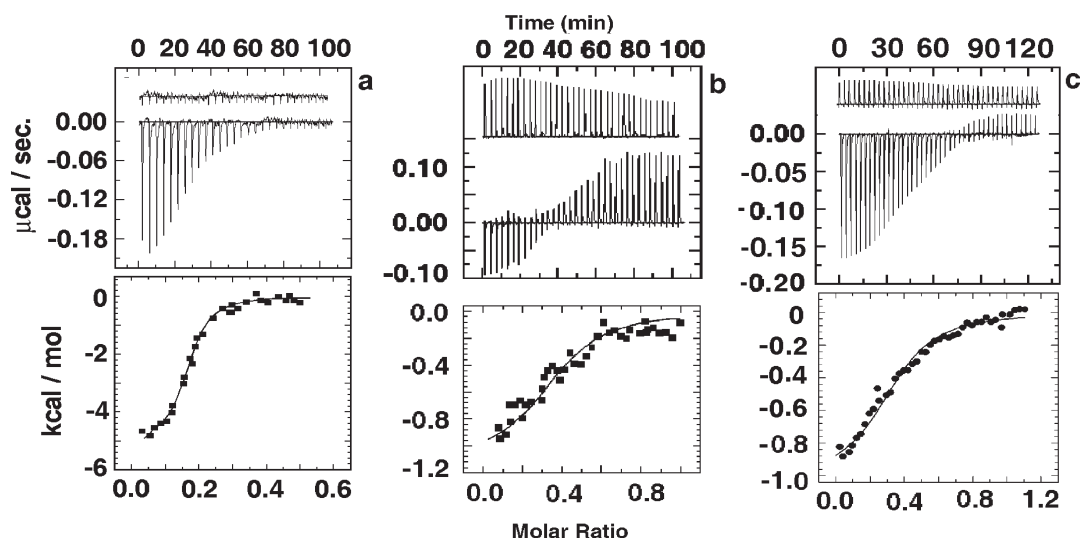 Time (min)
0 20 40 60 80 100
0 20 40 60 80 100
0 30 60 90 120
a
b
c
μcal / sec.
0.00
-0.06
-0.12
-0.18
0.10
0.00
-0.10
0.00
-0.05
-0.10
-0.15
-0.20
kcal / mol
0
-2
-4
-6
0.0
-0.4
-0.8
-1.2
0
-0.2
-0.4
-0.6
-0.8
-1.0
0.0 0.2 0.4 0.6
0.0 0.4 0.8
0.0 0.4 0.8 1.2
Molar Ratio